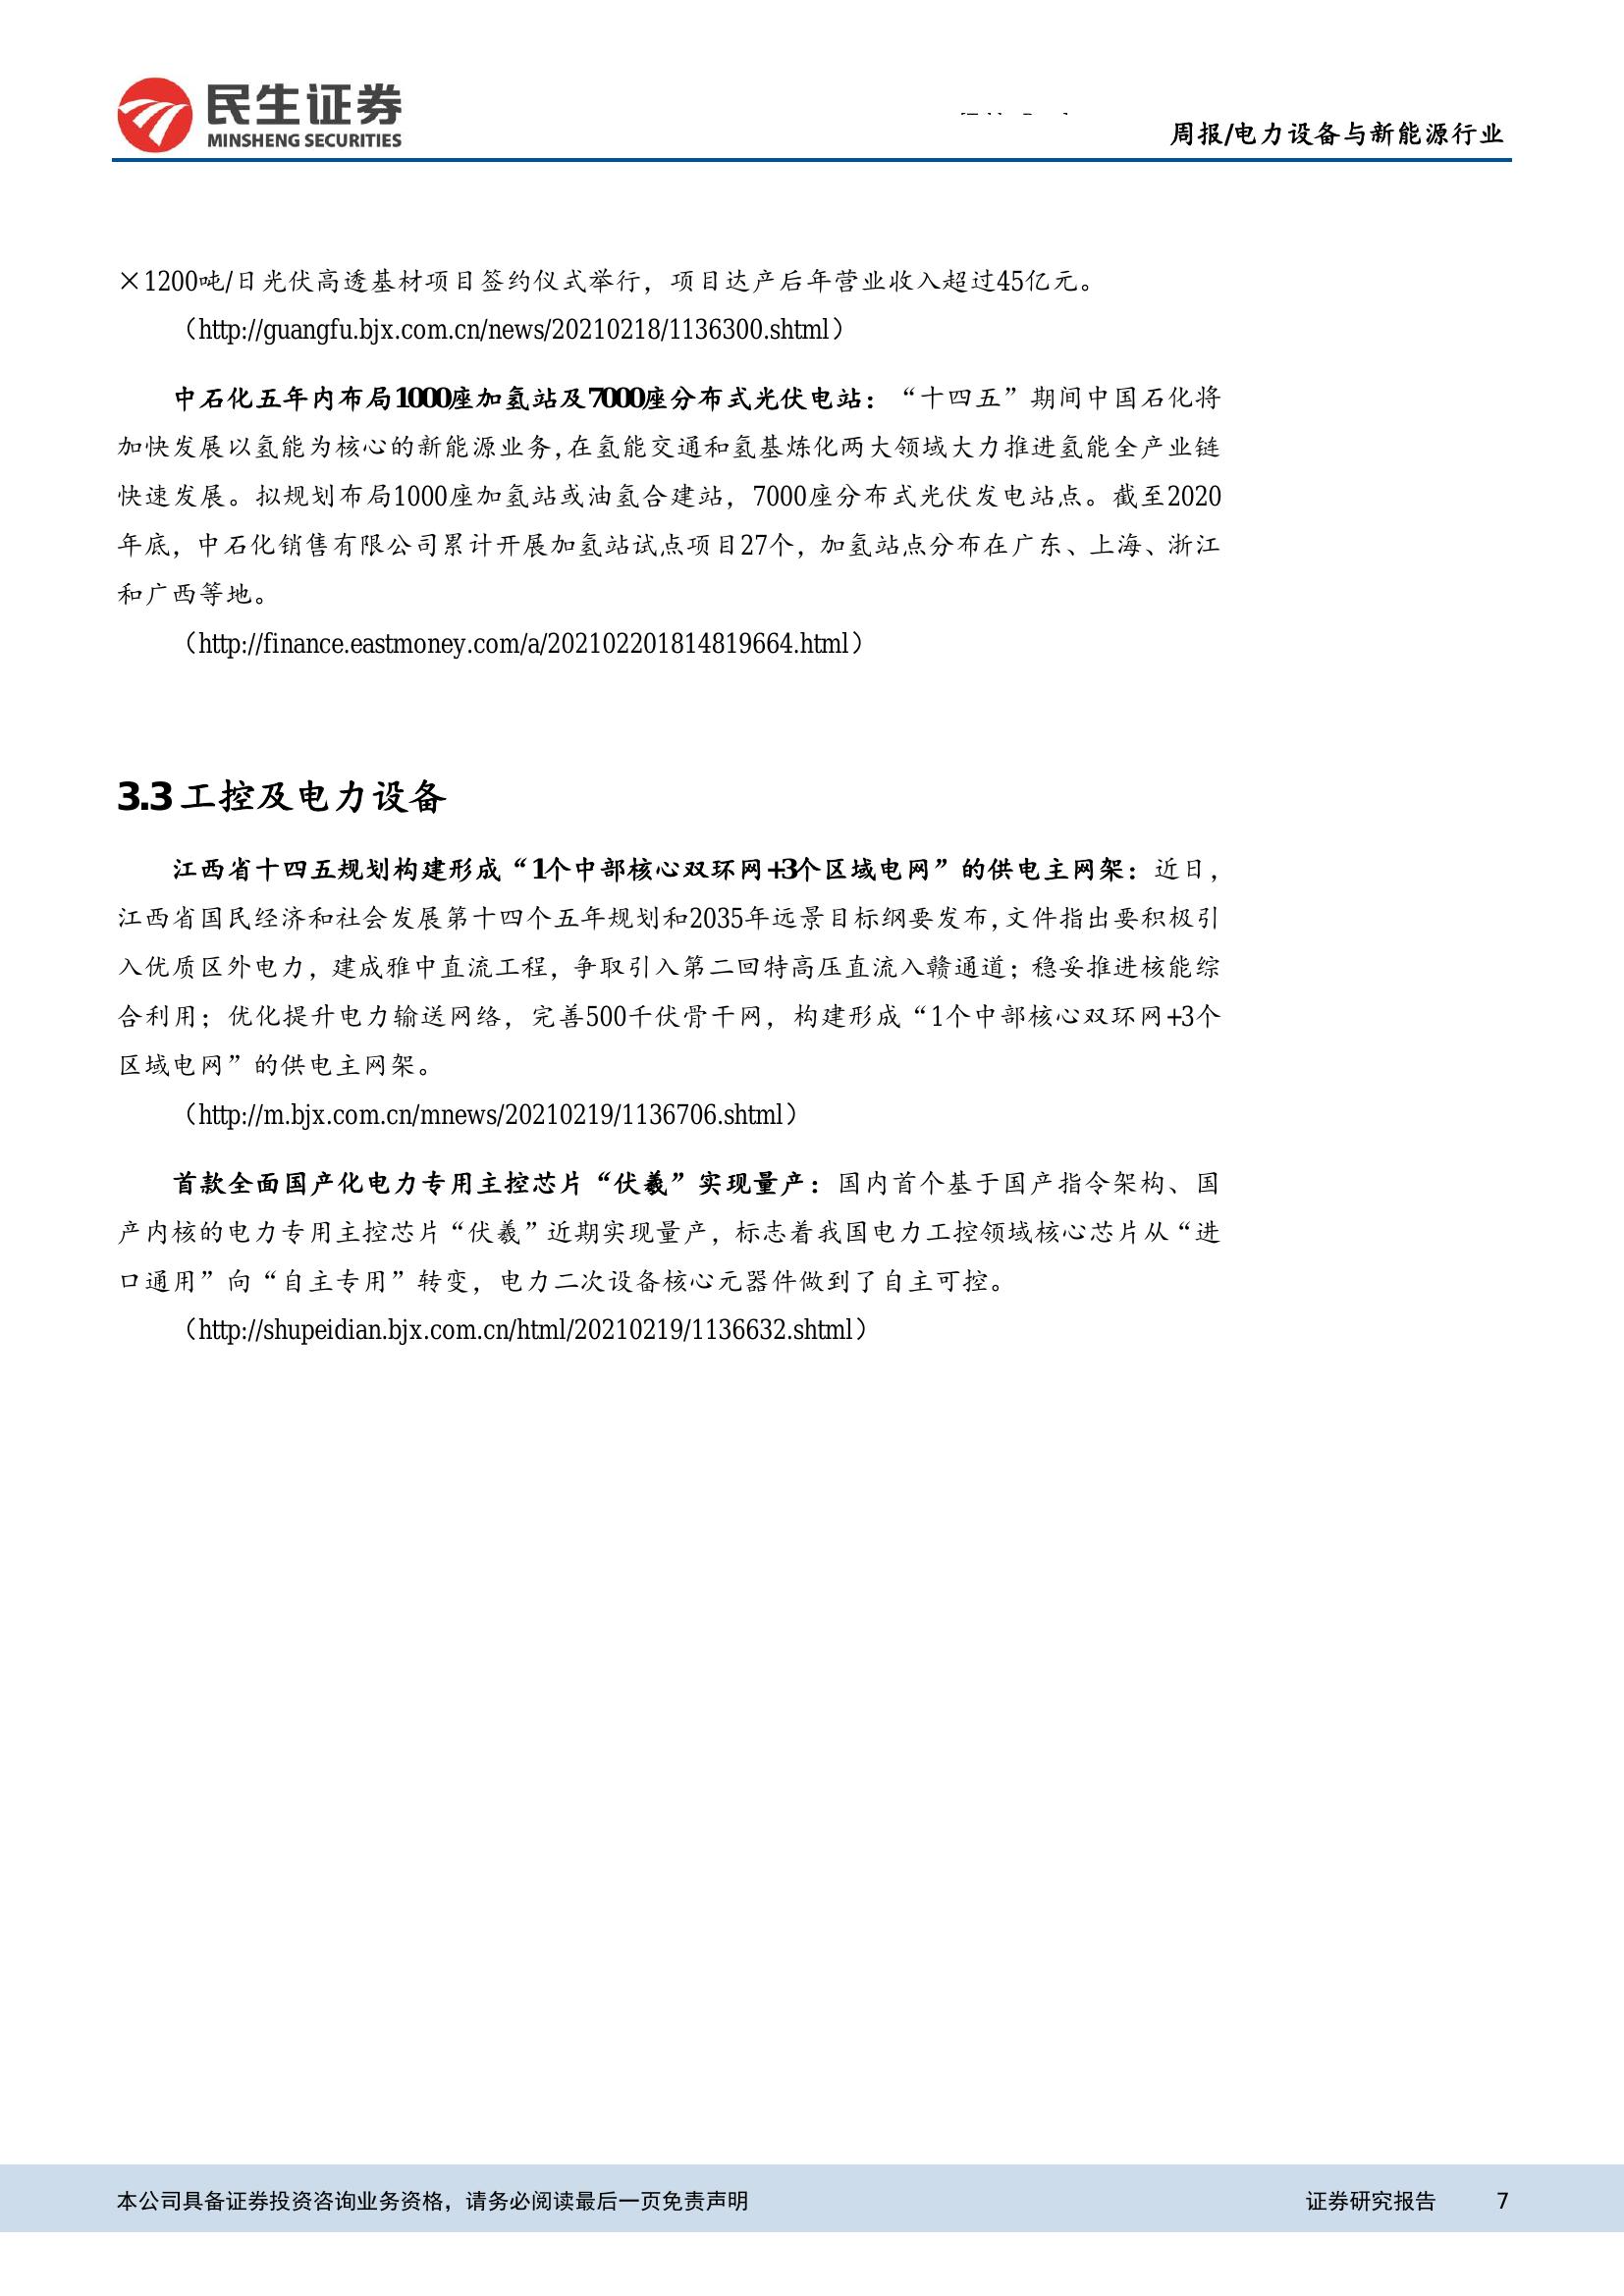 民生证券
MINSHENG SECURITIES
周报/电力设备与新能源行业
×1200吨/日光伏高透基材项目签约仪式举行，项目达产后年营业收入超过45亿元。
（http://guangfu.bjx.com.cn/news/20210218/1136300.shtml）
中石化五年内布局1000座加氢站及7000座分布式光伏电站：“十四五”期间中国石化将
加快发展以氢能为核心的新能源业务，在氢能交通和氢基炼化两大领域大力推进氢能全产业链
快速发展。拟规划布局1000座加氢站或油氢合建站，7000座分布式光伏发电站点。截至2020
年底，中石化销售有限公司累计开展加氢站试点项目27个，加氢站点分布在广东、上海、浙江
和广西等地。
（http://finance.eastmoney.com/a/202102201814819664.html）
3.3 工控及电力设备
江西省十四五规划构建形成“1个中部核心双环网+3个区域电网”的供电主网架：近日，
江西省国民经济和社会发展第十四个五年规划和2035年远景目标纲要发布，文件指出要积极引
入优质区外电力，建成雅中直流工程，争取引入第二回特高压直流入赣通道；稳妥推进核能综
合利用；优化提升电力输送网络，完善500千伏骨干网，构建形成“1个中部核心双环网+3个
区域电网”的供电主网架。
（http://m.bjx.com.cn/mnews/20210219/1136706.shtml）
首款全面国产化电力专用主控芯片“伏羲”实现量产：国内首个基于国产指令架构、国
产内核的电力专用主控芯片“伏羲”近期实现量产，标志着我国电力工控领域核心芯片从“进
口通用”向“自主专用”转变，电力二次设备核心元器件做到了自主可控。
（http://shupeidian.bjx.com.cn/html/20210219/1136632.shtml）
本公司具备证券投资咨询业务资格，请务必阅读最后一页免责声明 证券研究报告 7